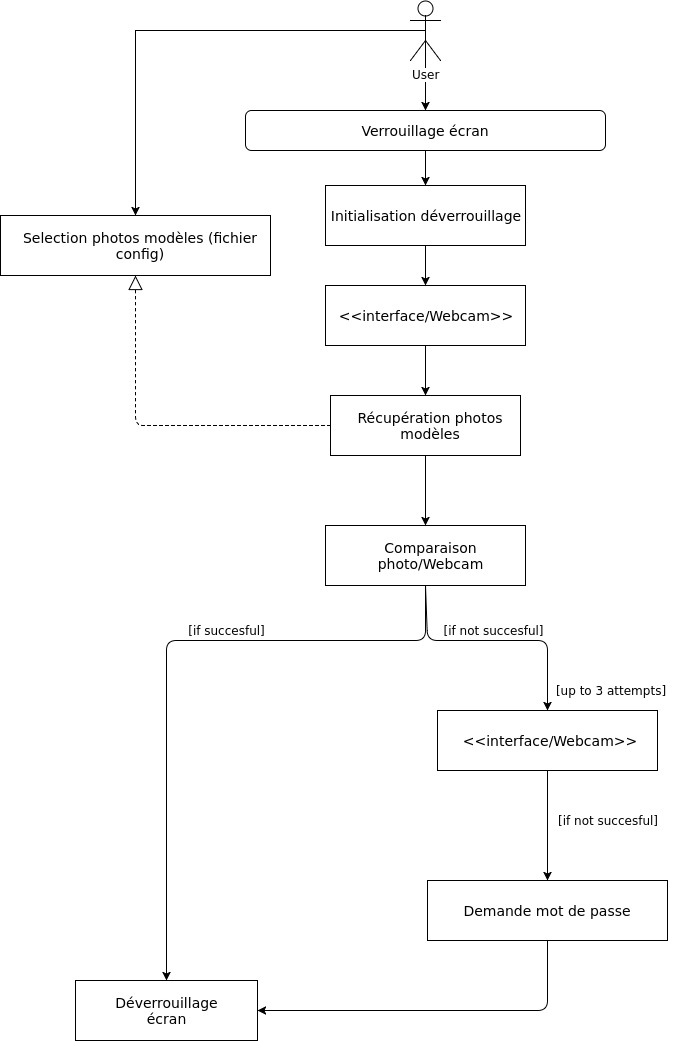 User
Verrouillage écran
Initialisation déverrouillage
Selection photos modèles (fichier
config)
<<interface/Webcam>>
Récupération photos
modèles
Comparaison
photo/Webcam
[if succesful]
[if not succesful]
[up to 3 attempts]
<<interface/Webcam>>
[if not succesful]
Demande mot de passe
Déverrouillage
écran